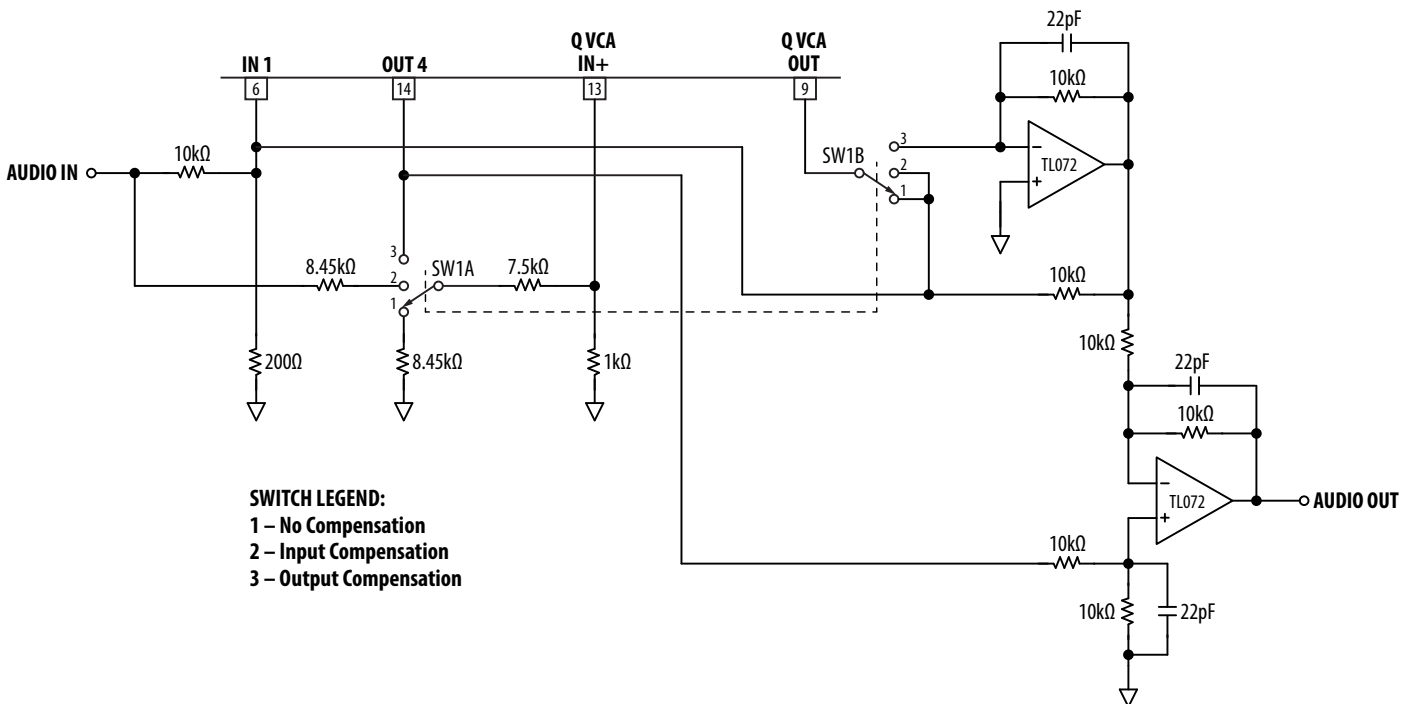 22pF
Q VCA
IN+
Q VCA
OUT
IN 1
OUT 4
6
14
13
9
10kΩ
10kΩ
AUDIO IN
SW1B
3
2
1
−
+
TL072
8.45kΩ
3
2
1
SW1A
7.5kΩ
10kΩ
200Ω
8.45kΩ
1kΩ
10kΩ
22pF
10kΩ
SWITCH LEGEND:
1 – No Compensation
2 – Input Compensation
3 – Output Compensation
−
+
TL072
AUDIO OUT
10kΩ
10kΩ
22pF